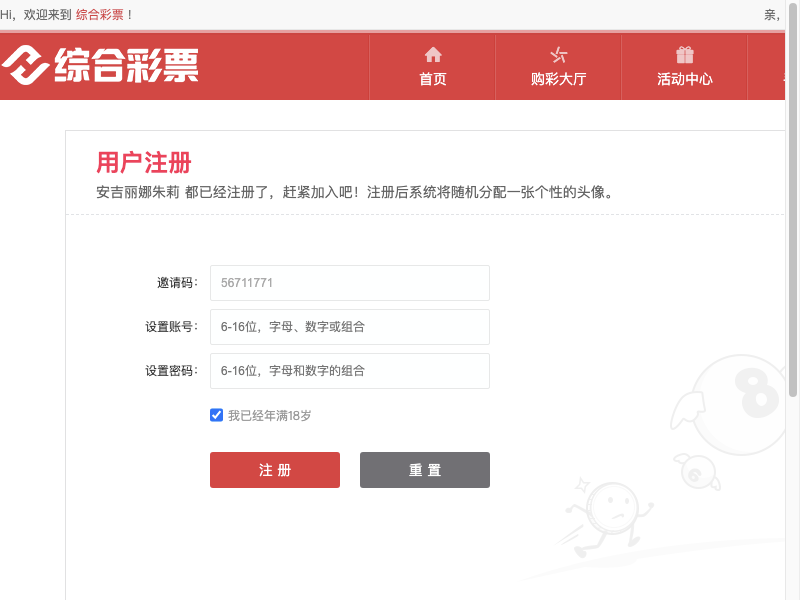 Hi，欢迎来到 综合彩票！
亲，
综合彩票
首页
购彩大厅
活动中心
用户注册
安吉丽娜朱莉 都已经注册了，赶紧加入吧！注册后系统将随机分配一张个性的头像。
邀请码：
56711771
设置账号：
6-16位，字母、数字或组合
设置密码：
6-16位，字母和数字的组合
我已经年满18岁
注 册
重 置
8
6